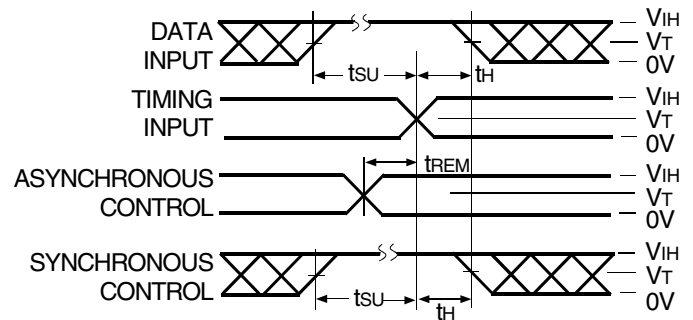 DATA
INPUT
tSU
tH
VIH
VT
0V
TIMING
INPUT
VIH
VT
0V
tREM
ASYNCHRONOUS
CONTROL
VIH
VT
0V
SYNCHRONOUS
CONTROL
tSU
tH
VIH
VT
0V